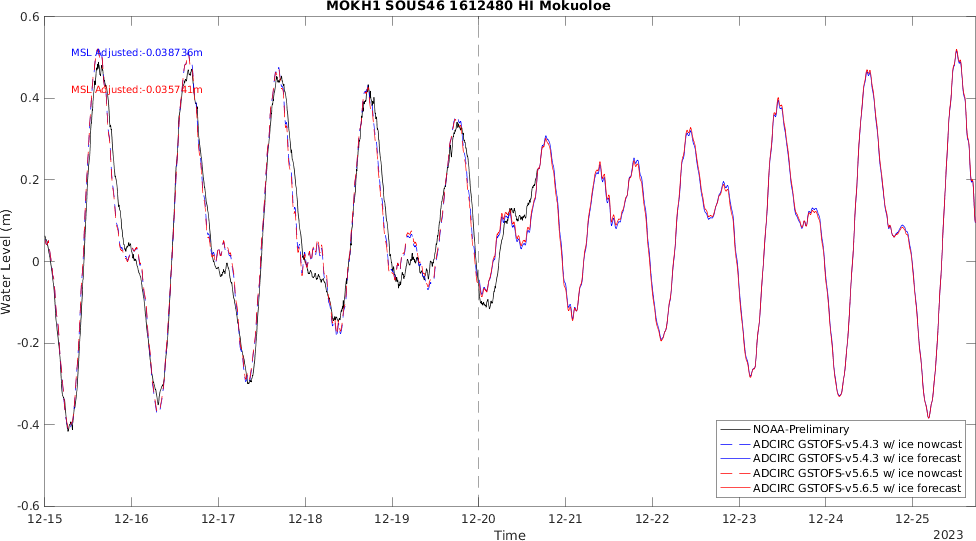 MOKH1 SOUS46 1612480 HI Mokuoloe
0.6
MSL Adjusted:-0.038736m
MSL Adjusted:-0.035741m
0.4
0.2
0
-0.2
-0.4
-0.6
Water Level (m)
NOAA-Preliminary
ADCIRC GSTOFS-v5.4.3 w/ ice nowcast
ADCIRC GSTOFS-v5.4.3 w/ ice forecast
ADCIRC GSTOFS-v5.6.5 w/ ice nowcast
ADCIRC GSTOFS-v5.6.5 w/ ice forecast
12-15 12-16 12-17 12-18 12-19 12-20 12-21 12-22 12-23 12-24 12-25
Time
2023